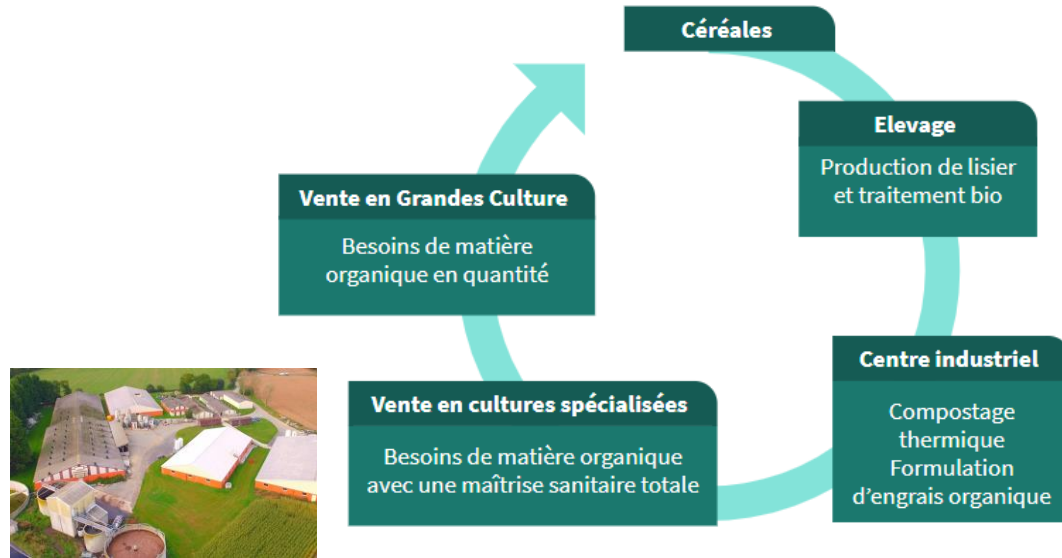 Céréales
Elevage
Production de lisier
et traitement bio
Centre industriel
Compostage
thermique
Formulation
d'engrais organique
Vente en cultures spécialisées
Besoins de matière organique
avec une maîtrise sanitaire totale
Vente en Grandes Culture
Besoins de matière
organique en quantité